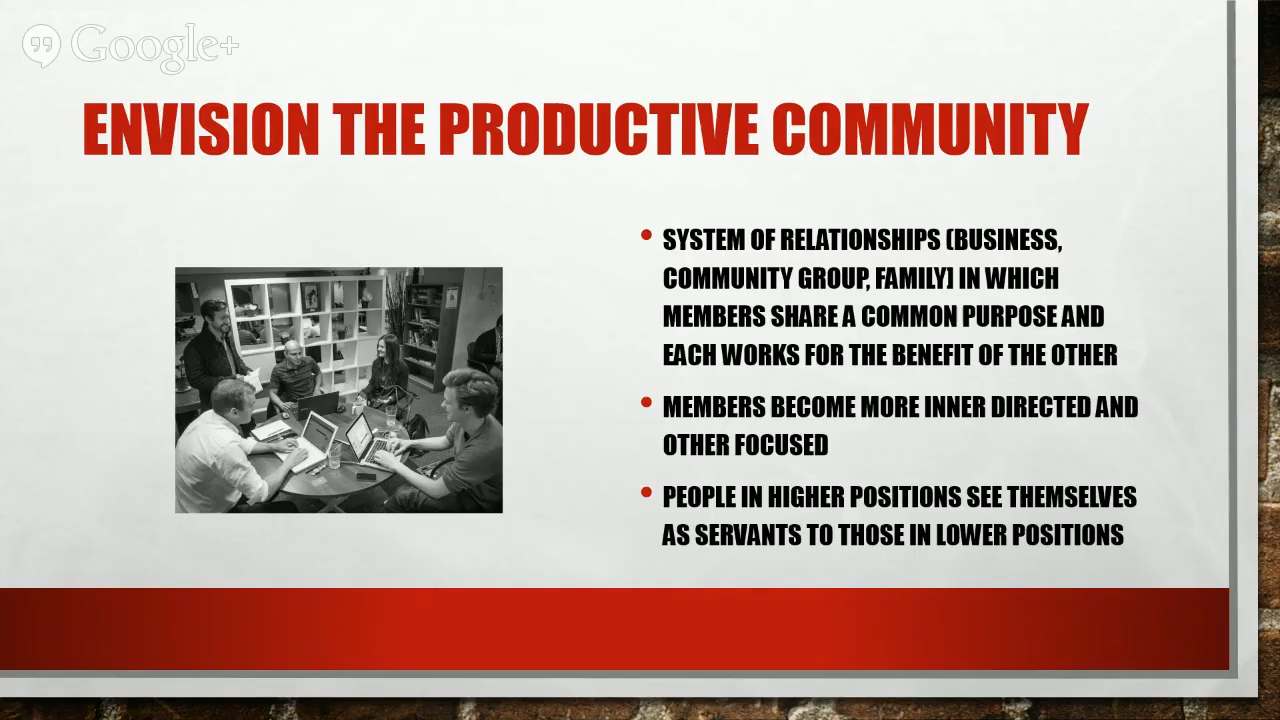 Google+
ENVISION THE PRODUCTIVE COMMUNITY
• SYSTEM OF RELATIONSHIPS (BUSINESS,
COMMUNITY GROUP, FAMILY) IN WHICH
MEMBERS SHARE A COMMON PURPOSE AND
EACH WORKS FOR THE BENEFIT OF THE OTHER
• MEMBERS BECOME MORE INNER DIRECTED AND
OTHER FOCUSED
• PEOPLE IN HIGHER POSITIONS SEE THEMSELVES
AS SERVANTS TO THOSE IN LOWER POSITIONS